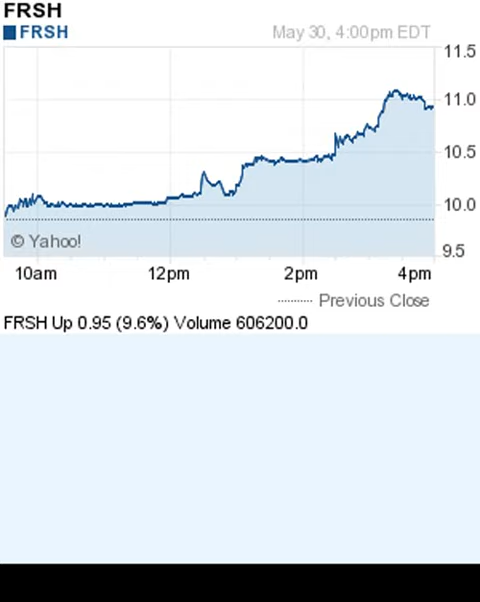 FRSH
FRSH May 30, 4:00pm EDT
11.5
11.0
10.5
10.0
9.5
© Yahoo!
10am 12pm 2pm 4pm
Previous Close
FRSH Up 0.95 (9.6%) Volume 606200.0